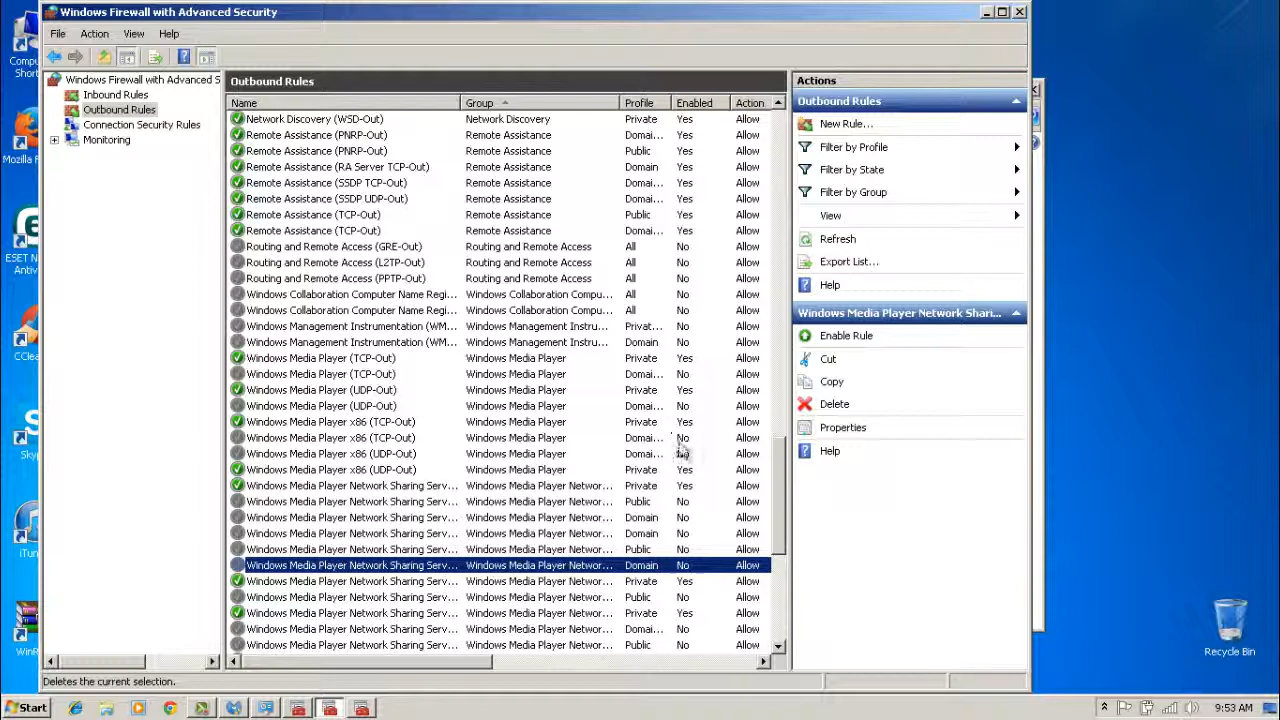 Windows Firewall with Advanced Security
File Action View Help
Windows Firewall with Advanced S
Inbound Rules
Outbound Rules
Connection Security Rules
Monitoring
Outbound Rules
Name Group Profile Enabled Action
Network Discovery (WSD-Out) Network Discovery Private Yes Allow
Remote Assistance (PNRP-Out) Remote Assistance Domai... Yes Allow
Remote Assistance (PNRP-Out) Remote Assistance Public Yes Allow
Remote Assistance (RA Server TCP-Out) Remote Assistance Domain Yes Allow
Remote Assistance (SSDP TCP-Out) Remote Assistance Domai... Yes Allow
Remote Assistance (SSDP UDP-Out) Remote Assistance Domai... Yes Allow
Remote Assistance (TCP-Out) Remote Assistance Public Yes Allow
Remote Assistance (TCP-Out) Remote Assistance Domai... Yes Allow
Routing and Remote Access (GRE-Out) Routing and Remote Access All No Allow
Routing and Remote Access (L2TP-Out) Routing and Remote Access All No Allow
Routing and Remote Access (PPTP-Out) Routing and Remote Access All No Allow
Windows Collaboration Computer Name Regi... Windows Collaboration Compu... All No Allow
Windows Collaboration Computer Name Regi... Windows Collaboration Compu... All No Allow
Windows Management Instrumentation (WM... Windows Management Instru... Privat... No Allow
Windows Management Instrumentation (WM... Windows Management Instru... Domain No Allow
Windows Media Player (TCP-Out) Windows Media Player Private Yes Allow
Windows Media Player (TCP-Out) Windows Media Player Domai... No Allow
Windows Media Player (UDP-Out) Windows Media Player Private Yes Allow
Windows Media Player (UDP-Out) Windows Media Player Domai... No Allow
Windows Media Player x86 (TCP-Out) Windows Media Player Private Yes Allow
Windows Media Player x86 (TCP-Out) Windows Media Player Domai... No Allow
Windows Media Player x86 (UDP-Out) Windows Media Player Domai... Allow
Windows Media Player x86 (UDP-Out) Windows Media Player Private Yes Allow
Windows Media Player Network Sharing Serv... Windows Media Player Networ... Private Yes Allow
Windows Media Player Network Sharing Serv... Windows Media Player Networ... Public No Allow
Windows Media Player Network Sharing Serv... Windows Media Player Networ... Domain No Allow
Windows Media Player Network Sharing Serv... Windows Media Player Networ... Domain No Allow
Windows Media Player Network Sharing Serv... Windows Media Player Networ... Public No Allow
Windows Media Player Network Sharing Serv... Windows Media Player Networ... Domain No Allow
Windows Media Player Network Sharing Serv... Windows Media Player Networ... Private Yes Allow
Windows Media Player Network Sharing Serv... Windows Media Player Networ... Public No Allow
Windows Media Player Network Sharing Serv... Windows Media Player Networ... Private Yes Allow
Windows Media Player Network Sharing Serv... Windows Media Player Networ... Domai... No Allow
Windows Media Player Network Sharing Serv... Windows Media Player Networ... Public No Allow
Actions
Outbound Rules
New Rule...
Filter by Profile
Filter by State
Filter by Group
View
Refresh
Export List...
Help
Windows Media Player Network Shari...
Enable Rule
Cut
Copy
Delete
Properties
Help
Deletes the current selection.
Compu
Short
Mozilla F
ESET N
Antiv
CCle
Skyp
iTu
WinR
Recycle Bin
Start
9:53 AM